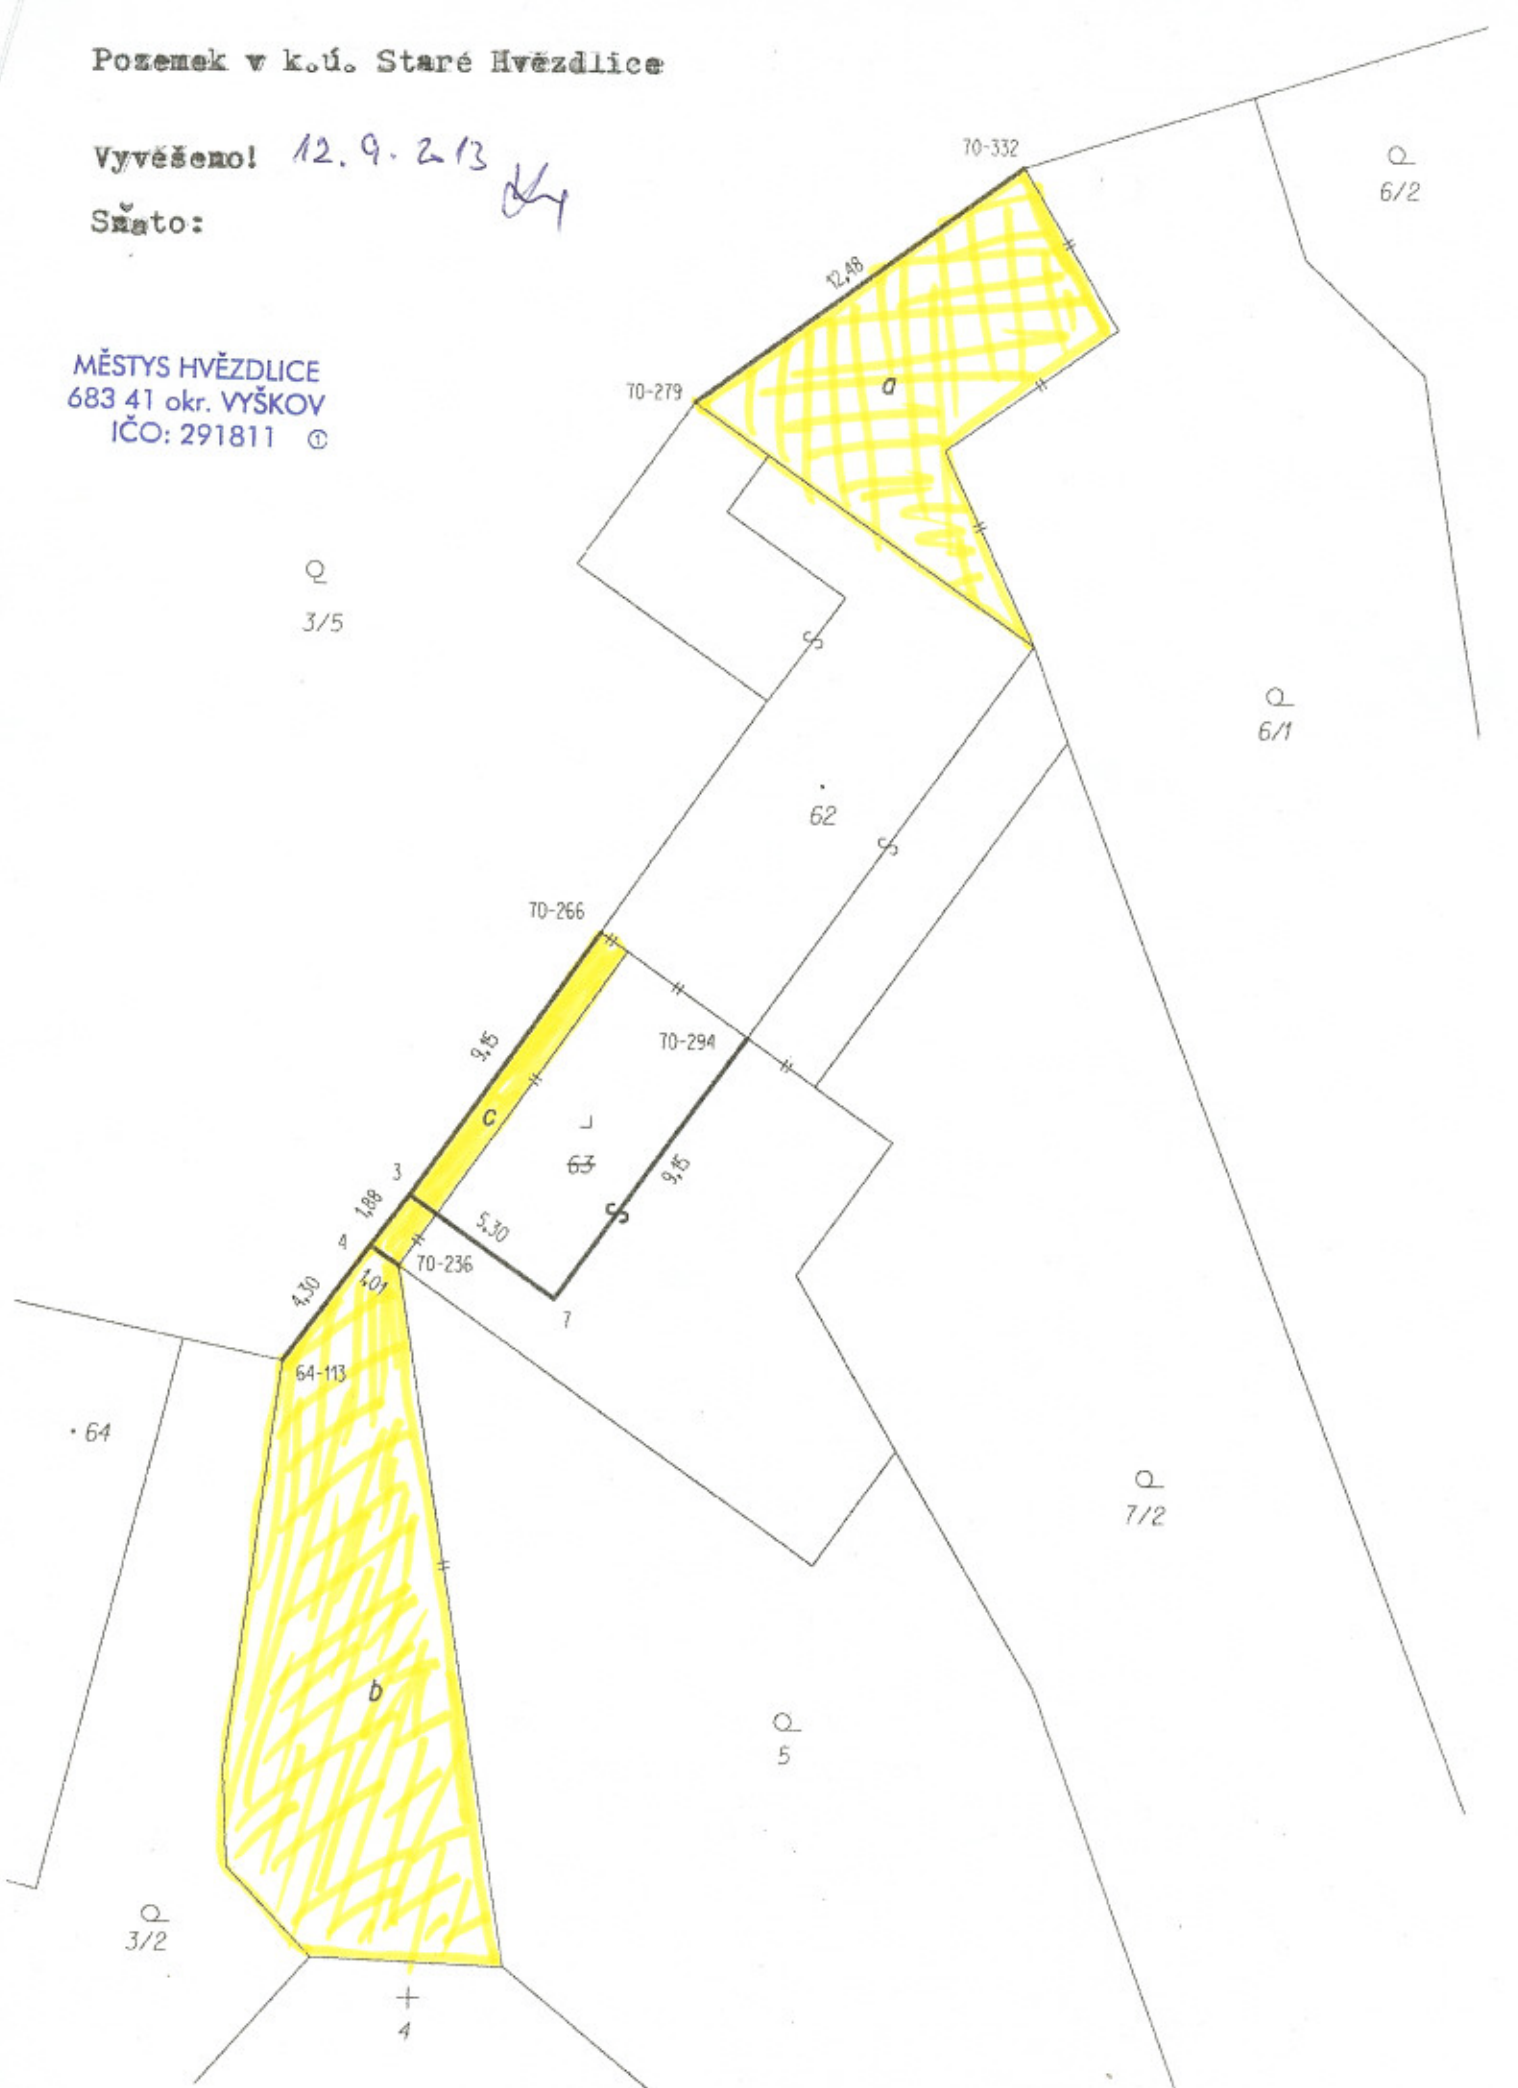 Pozemek v k.ú. Staré Hvězdlice
Vyvěšeno! 12. 9. 2013
Sňato:
MĚSTYS HVĚZDLICE
683 41 okr. VYŠKOV
IČO: 291811 ①
70-332
6/2
12,48
70-279
a
3/5
6/1
62
70-266
9,15
70-294
c
63
9,15
3
1,88
5,30
4
70-236
1,01
4,30
7
64-113
64
7/2
b
5
3/2
4